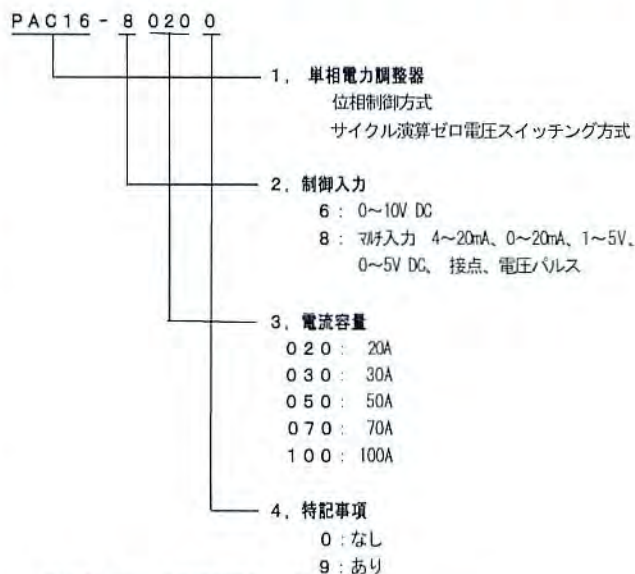 PAC16-8 020 0
1, 単相電力調整器
位相制御方式
サイクル演算ゼロ電圧スイッチング方式
2, 制御入力
6: 0~10V DC
8: マルチ入力 4~20mA、0~20mA、1~5V、
0~5V DC、 接点、電圧パルス
3, 電流容量
020: 20A
030: 30A
050: 50A
070: 70A
100: 100A
4, 特記事項
0:なし
9:あり